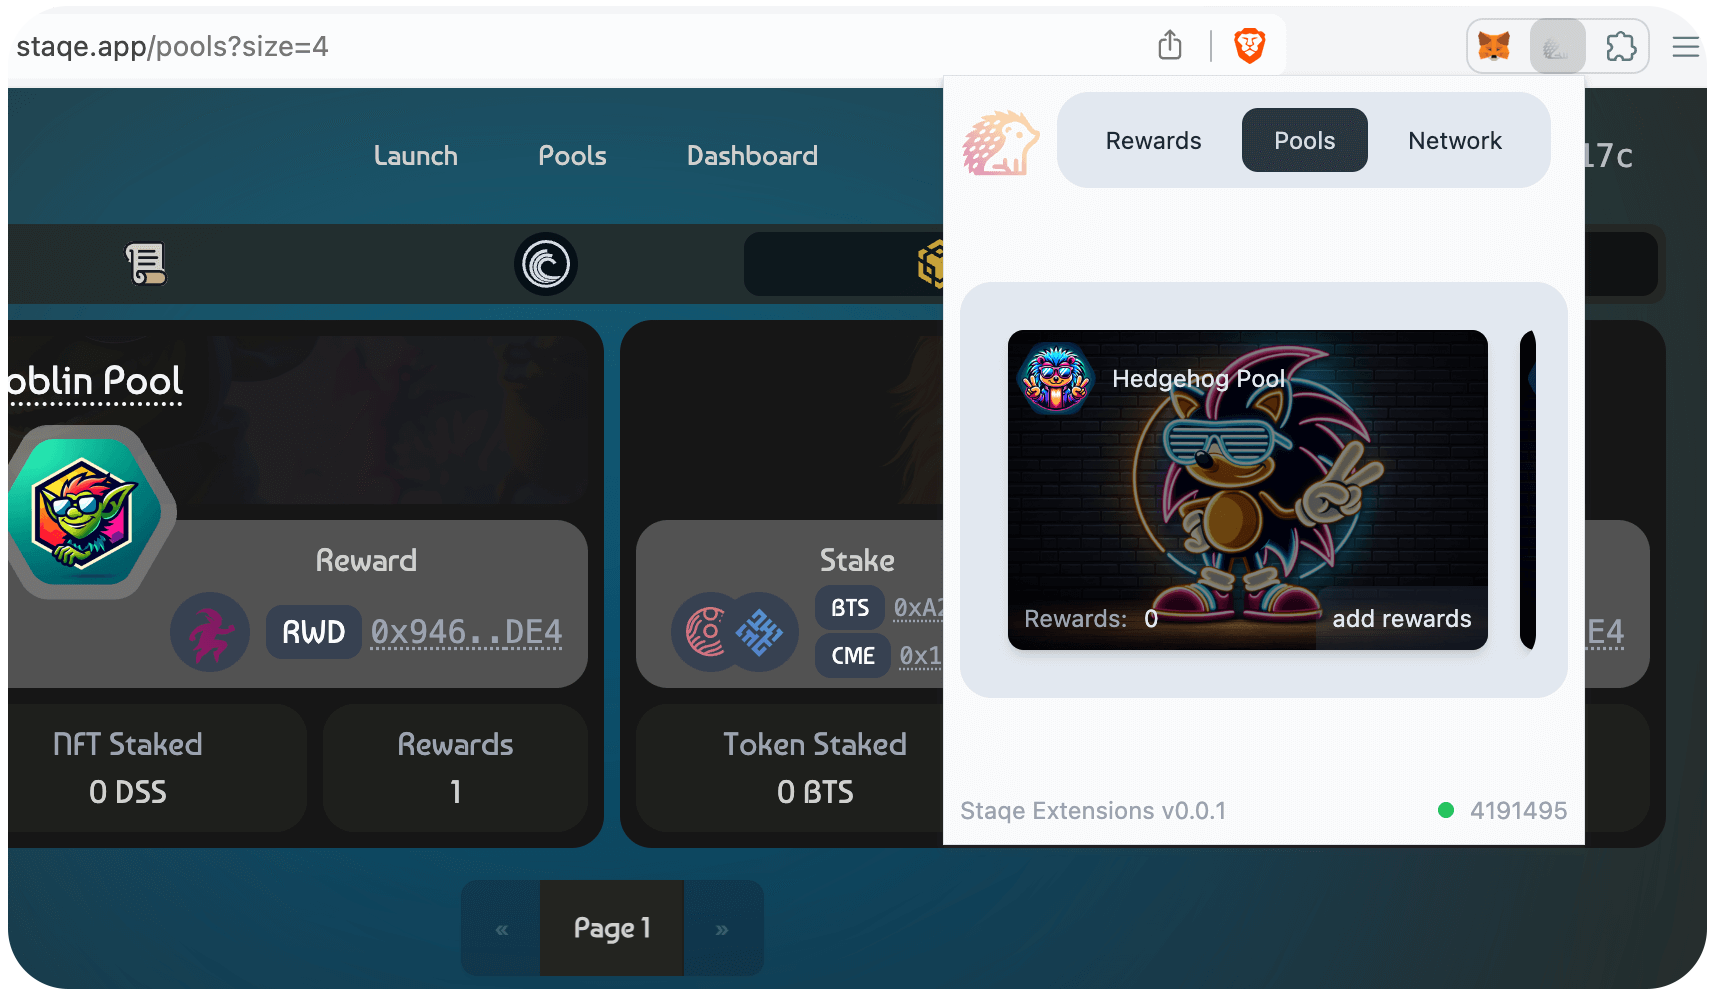 staqe.app/pools?size=4
Launch
Pools
Dashboard
17c
oblin Pool
Reward
RWD
0x946..DE4
NFT Staked
0 DSS
Rewards
1
Stake
BTS
0xA2
CME
0x1
E4
Token Staked
0 BTS
«
Page 1
»
Rewards
Pools
Network
Hedgehog Pool
Rewards: 0
add rewards
Staqe Extensions v0.0.1
4191495